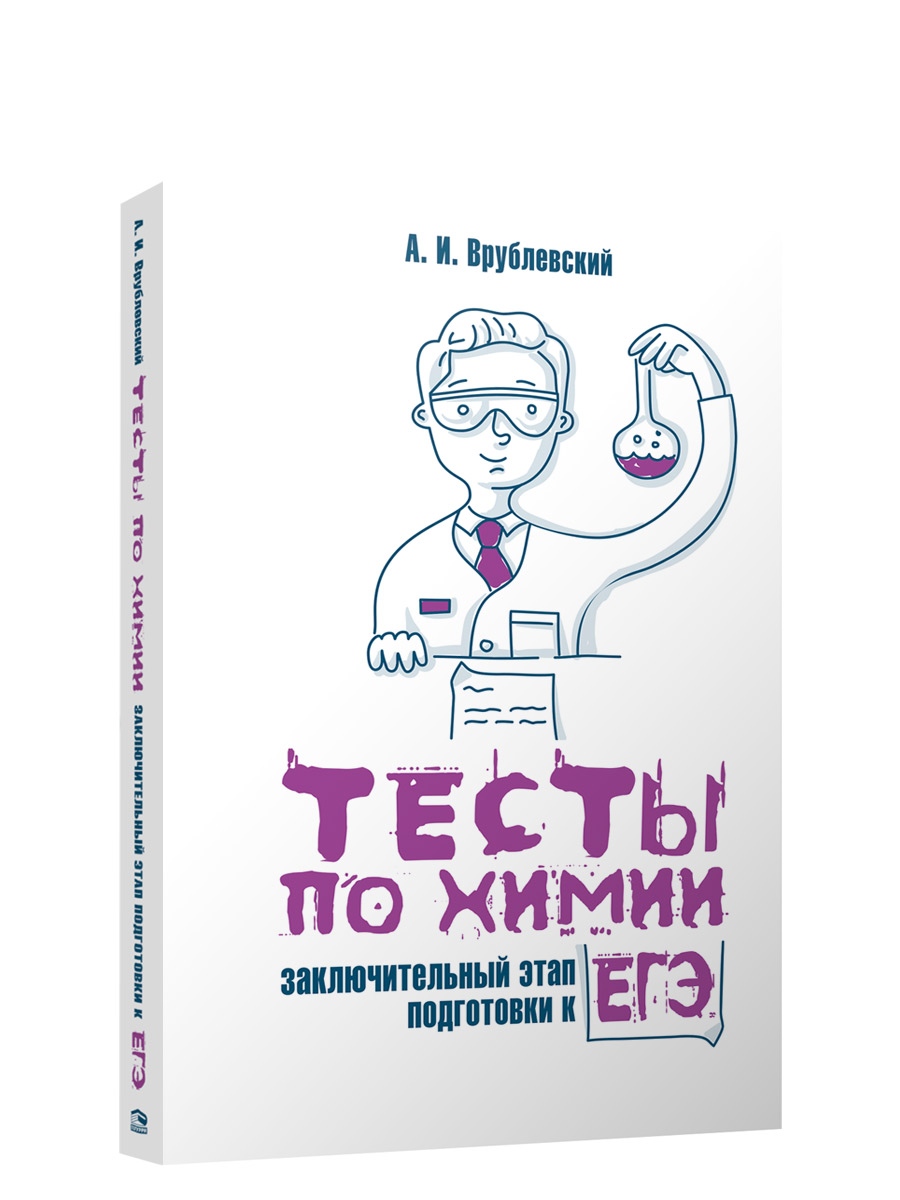 А. И. Врублевский
ТЕСТЫ
ПО ХИМИИ
заключительный этап
подготовки к ЕГЭ
А. И. Врублевский ТЕСТЫ ПО ХИМИИ заключительный этап подготовки к ЕГЭ